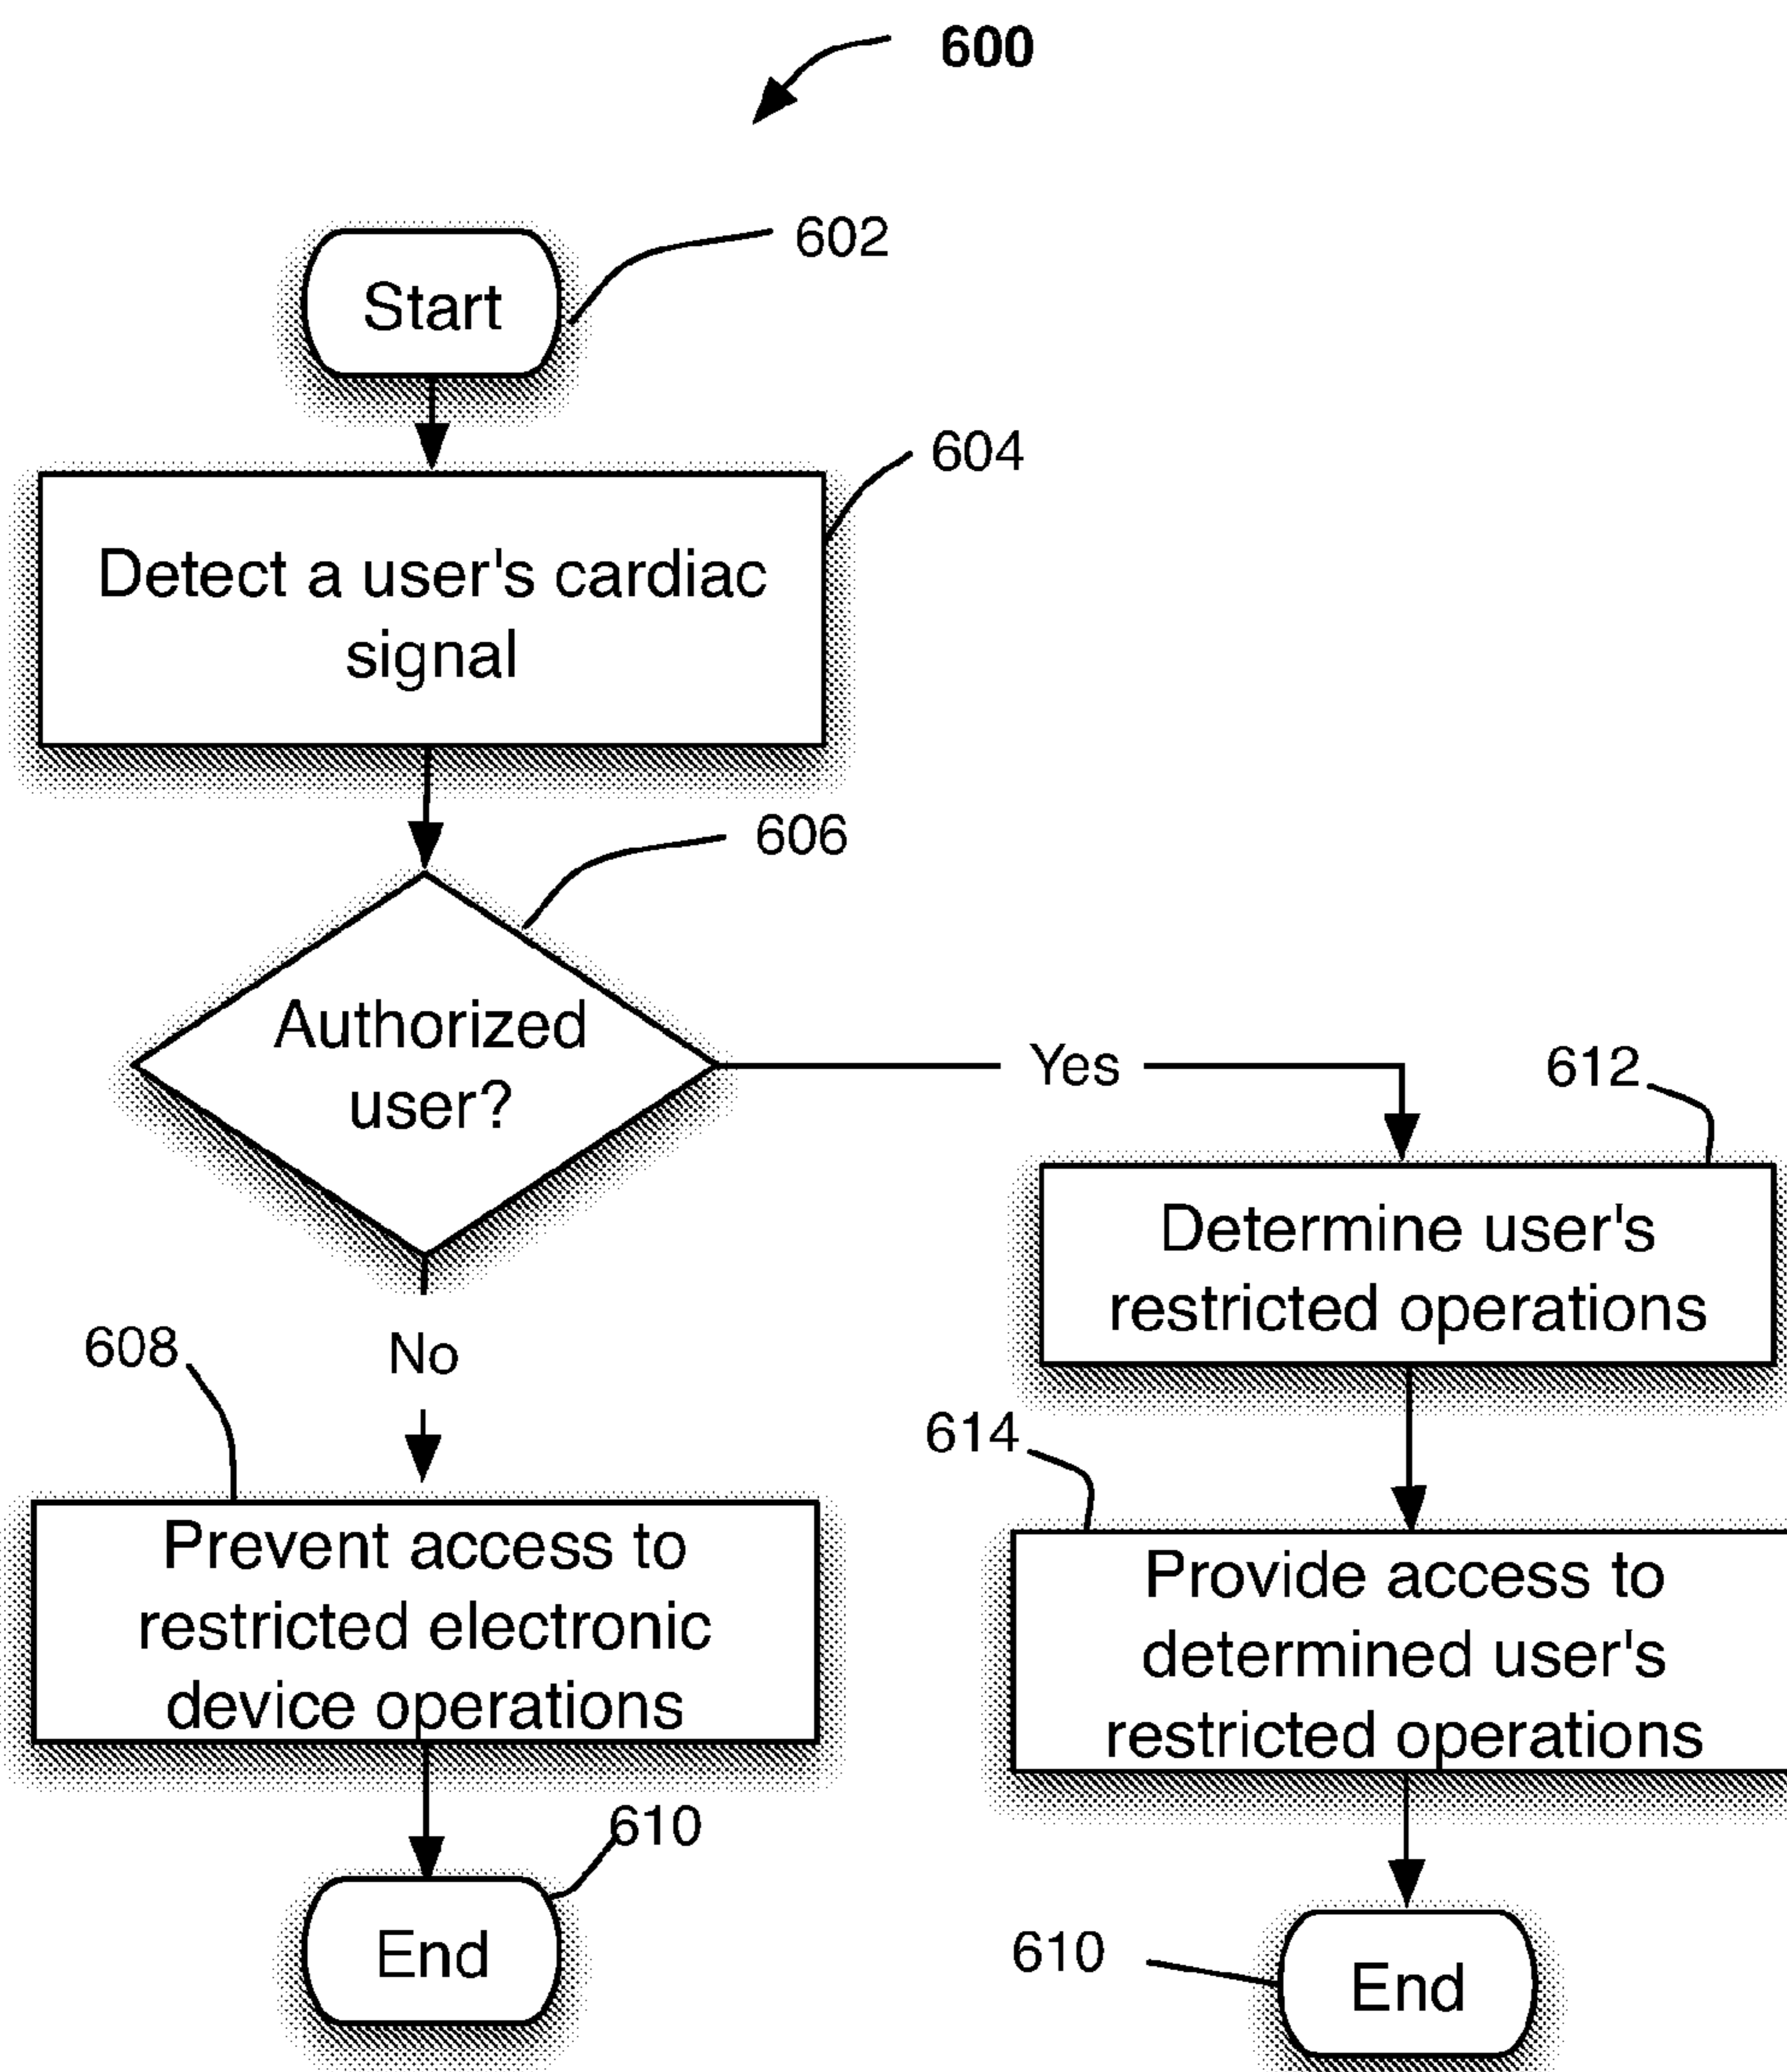 600
602
Start
604
Detect a user's cardiac
signal
606
Authorized
user?
Yes
612
Determine user's
restricted operations
608
No
614
Prevent access to
restricted electronic
device operations
Provide access to
determined user's
restricted operations
610
End
610
End